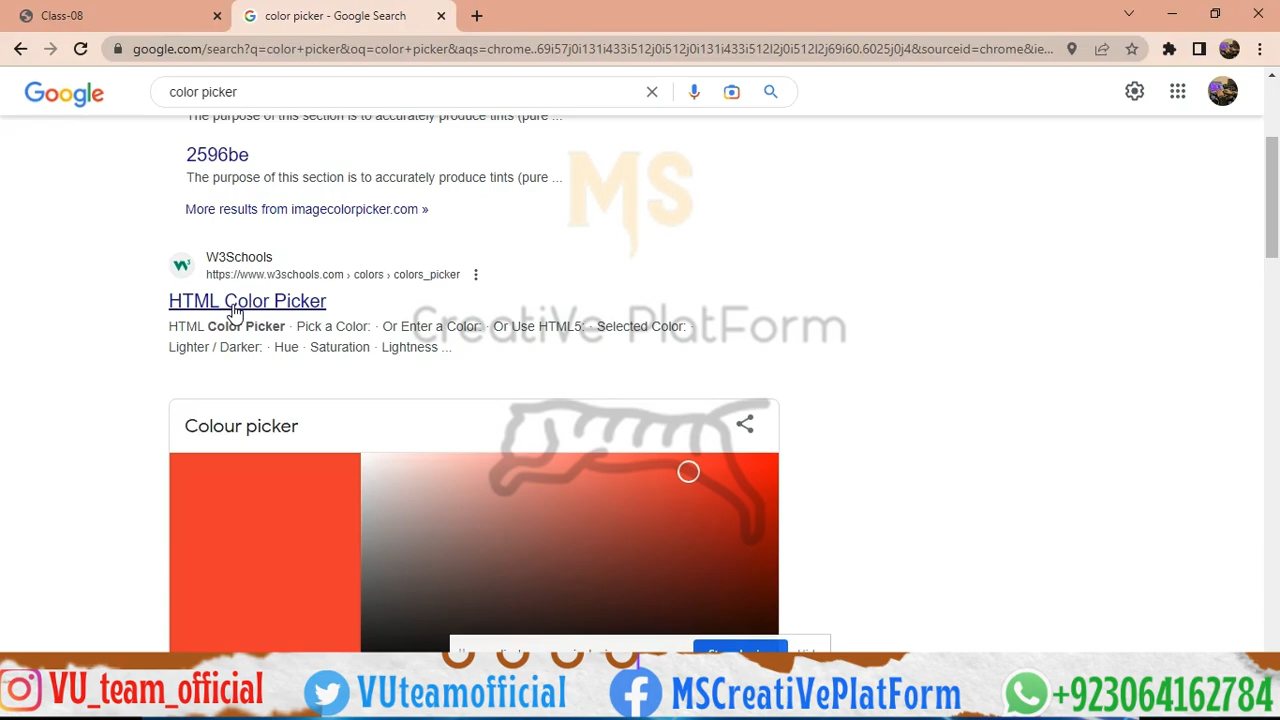 Class-08
color picker - Google Search
google.com/search?q=color+picker&oq=color+picker&aqs=chrome..69i57j0i131i433i512j0i512j0i131i433i512l2j0i512l2j69i60.6025j0j4&sourceid=chrome&ie...
Google
color picker
The purpose of this section is to accurately produce tints (pure ...
2596be
The purpose of this section is to accurately produce tints (pure ...
More results from imagecolorpicker.com »
MS
W3Schools
https://www.w3schools.com › colors › colors_picker
HTML Color Picker
CreatiVe PlatForm
HTML Color Picker · Pick a Color: · Or Enter a Color: · Or Use HTML5: · Selected Color: ·
Lighter / Darker: · Hue · Saturation · Lightness ...
Colour picker
VU_team_official
VUteamofficial
MSCreatiVePlatForm
+923064162784